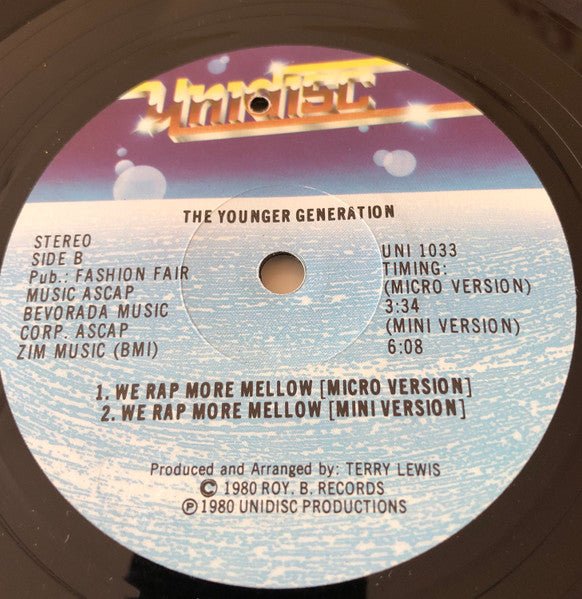 Unidisc
THE YOUNGER GENERATION
STEREO
SIDE B
Pub.: FASHION FAIR
MUSIC ASCAP
BEVORADA MUSIC
CORP. ASCAP
ZIM MUSIC (BMI)
UNI 1033
TIMING:
(MICRO VERSION)
3:34
(MINI VERSION)
6:08
1. WE RAP MORE MELLOW [MICRO VERSION]
2. WE RAP MORE MELLOW [MINI VERSION]
Produced and Arranged by: TERRY LEWIS
© 1980 ROY. B. RECORDS
℗ 1980 UNIDISC PRODUCTIONS